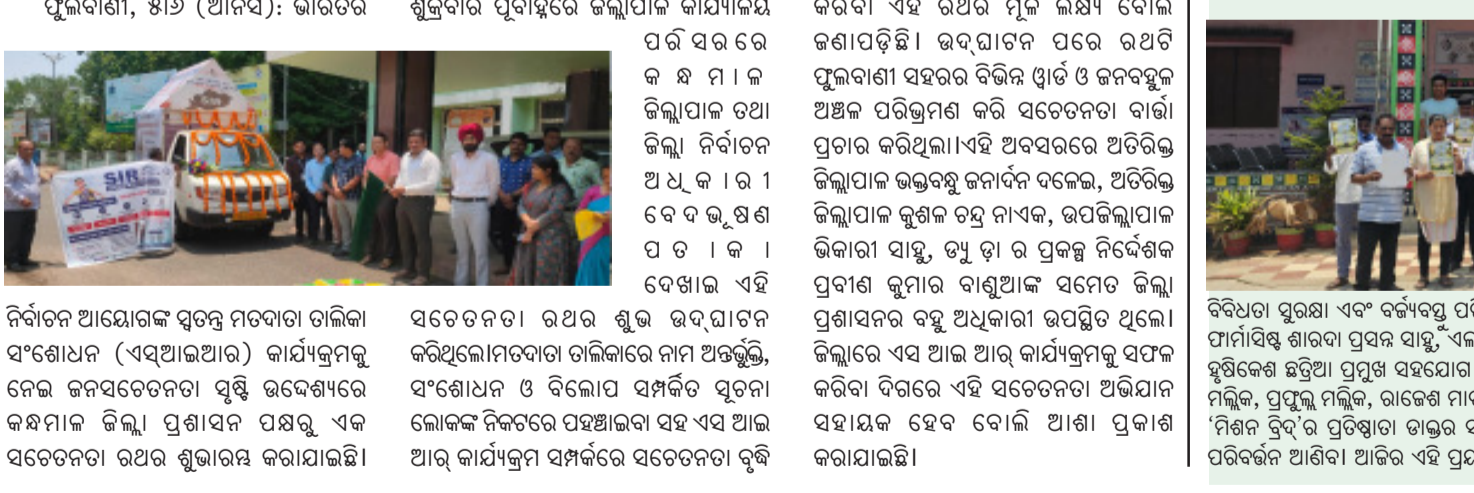 ଫୁଲବାଣୀ, ୫।୬ (ଆନିସ): ଭାରତର
ନିର୍ବାଚନ ଆୟୋଗଙ୍କ ସ୍ୱତନ୍ତ୍ର ମତଦାତା ତାଲିକା
ସଂଶୋଧନ (ଏସ୍ଆଇଆର) କାର୍ଯ୍ୟକ୍ରମକୁ
ନେଇ ଜନସଚେତନତା ସୃଷ୍ଟି ଉଦ୍ଦେଶ୍ୟରେ
କନ୍ଧମାଳ ଜିଲ୍ଲା ପ୍ରଶାସନ ପକ୍ଷରୁ ଏକ
ସଚେତନତା ରଥର ଶୁଭାରମ୍ଭ କରାଯାଇଛି।
ଶୁକ୍ରବାର ପୂର୍ବାହ୍ନରେ ଜିଲ୍ଲାପାଳ କାର୍ଯ୍ୟାଳୟ
ପରିସରରେ
କନ୍ଧମାଳ
ଜିଲ୍ଲାପାଳ ତଥା
ଜିଲ୍ଲା ନିର୍ବାଚନ
ଅଧିକାରୀ
ବେଦଭୂଷଣ
ପତାକା
ଦେଖାଇ ଏହି
ସଚେତନତା ରଥର ଶୁଭ ଉଦ୍‌ଘାଟନ
କରିଥିଲେ।ମତଦାତା ତାଲିକାରେ ନାମ ଅନ୍ତର୍ଭୁକ୍ତି,
ସଂଶୋଧନ ଓ ବିଲୋପ ସମ୍ପର୍କିତ ସୂଚନା
ଲୋକଙ୍କ ନିକଟରେ ପହଞ୍ଚାଇବା ସହ ଏସ ଆଇ
ଆର୍ କାର୍ଯ୍ୟକ୍ରମ ସମ୍ପର୍କରେ ସଚେତନତା ବୃଦ୍ଧି
କରିବା ଏହି ରଥର ମୂଳ ଲକ୍ଷ୍ୟ ବୋଲି
ଜଣାପଡ଼ିଛି। ଉଦ୍‌ଘାଟନ ପରେ ରଥଟି
ଫୁଲବାଣୀ ସହରର ବିଭିନ୍ନ ୱାର୍ଡ ଓ ଜନବହୁଳ
ଅଞ୍ଚଳ ପରିଭ୍ରମଣ କରି ସଚେତନତା ବାର୍ତ୍ତା
ପ୍ରଚାର କରିଥିଲା।ଏହି ଅବସରରେ ଅତିରିକ୍ତ
ଜିଲ୍ଲାପାଳ ଭକ୍ତବନ୍ଧୁ ଜନାର୍ଦନ ଦଳେଇ, ଅତିରିକ୍ତ
ଜିଲ୍ଲାପାଳ କୁଶଳ ଚନ୍ଦ୍ର ନାଏକ, ଉପଜିଲ୍ଲାପାଳ
ଭିକାରୀ ସାହୁ, ଡ୍ୟୁ ଡ଼ା ର ପ୍ରକଳ୍ପ ନିର୍ଦ୍ଦେଶକ
ପ୍ରବୀଣ କୁମାର ବାଣୁଆଙ୍କ ସମେତ ଜିଲ୍ଲା
ପ୍ରଶାସନର ବହୁ ଅଧିକାରୀ ଉପସ୍ଥିତ ଥିଲେ।
ଜିଲ୍ଲାରେ ଏସ ଆଇ ଆର୍ କାର୍ଯ୍ୟକ୍ରମକୁ ସଫଳ
କରିବା ଦିଗରେ ଏହି ସଚେତନତା ଅଭିଯାନ
ସହାୟକ ହେବ ବୋଲି ଆଶା ପ୍ରକାଶ
କରାଯାଇଛି।
SIR
ବିବିଧତା ସୁରକ୍ଷା ଏବଂ ବର୍ଜ୍ୟବସ୍ତୁ
ଫାର୍ମାସିଷ୍ଟ ଶାରଦା ପ୍ରସନ୍ନ ସାହୁ,
ହୃଷିକେଶ ଛତ୍ରିଆ ପ୍ରମୁଖ ସହଯୋଗ
ମଲ୍ଲିକ, ପ୍ରଫୁଲ୍ଲ ମଲ୍ଲିକ, ରାଜେଶ
'ମିଶନ ବ୍ରିଦ୍'ର ପ୍ରତିଷ୍ଠାତା ଡାକ୍ତର
ପରିବର୍ତ୍ତନ ଆଣିବ। ଆଜିର ଏହି